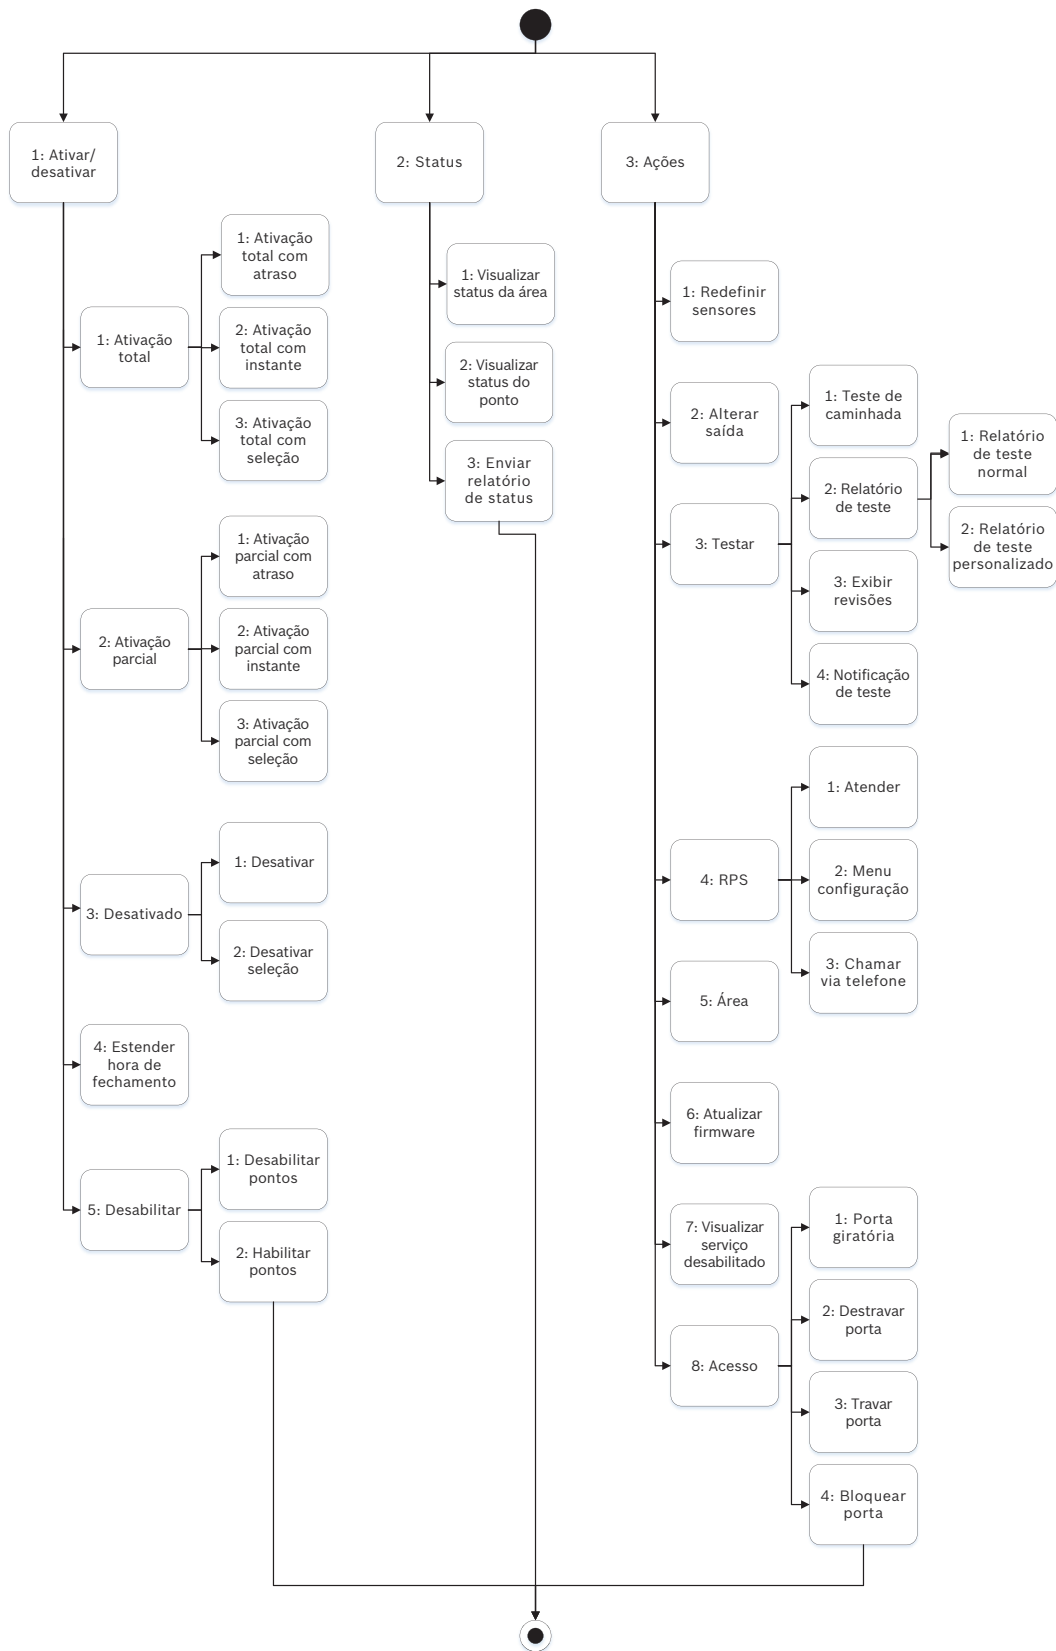 1: Ativar/
desativar
2: Status
3: Ações
1: Ativação
total
1: Ativação
total com
atraso
2: Ativação
total com
instante
3: Ativação
total com
seleção
2: Ativação
parcial
1: Ativação
parcial com
atraso
2: Ativação
parcial com
instante
3: Ativação
parcial com
seleção
3: Desativado
1: Desativar
2: Desativar
seleção
4: Estender
hora de
fechamento
5: Desabilitar
1: Desabilitar
pontos
2: Habilitar
pontos
1: Visualizar
status da área
2: Visualizar
status do
ponto
3: Enviar
relatório
de status
1: Redefinir
sensores
2: Alterar
saída
3: Testar
1: Teste de
caminhada
2: Relatório
de teste
1: Relatório
de teste
normal
2: Relatório
de teste
personalizado
3: Exibir
revisões
4: Notificação
de teste
4: RPS
1: Atender
2: Menu
configuração
3: Chamar
via telefone
5: Área
6: Atualizar
firmware
7: Visualizar
serviço
desabilitado
8: Acesso
1: Porta
giratória
2: Destravar
porta
3: Travar
porta
4: Bloquear
porta